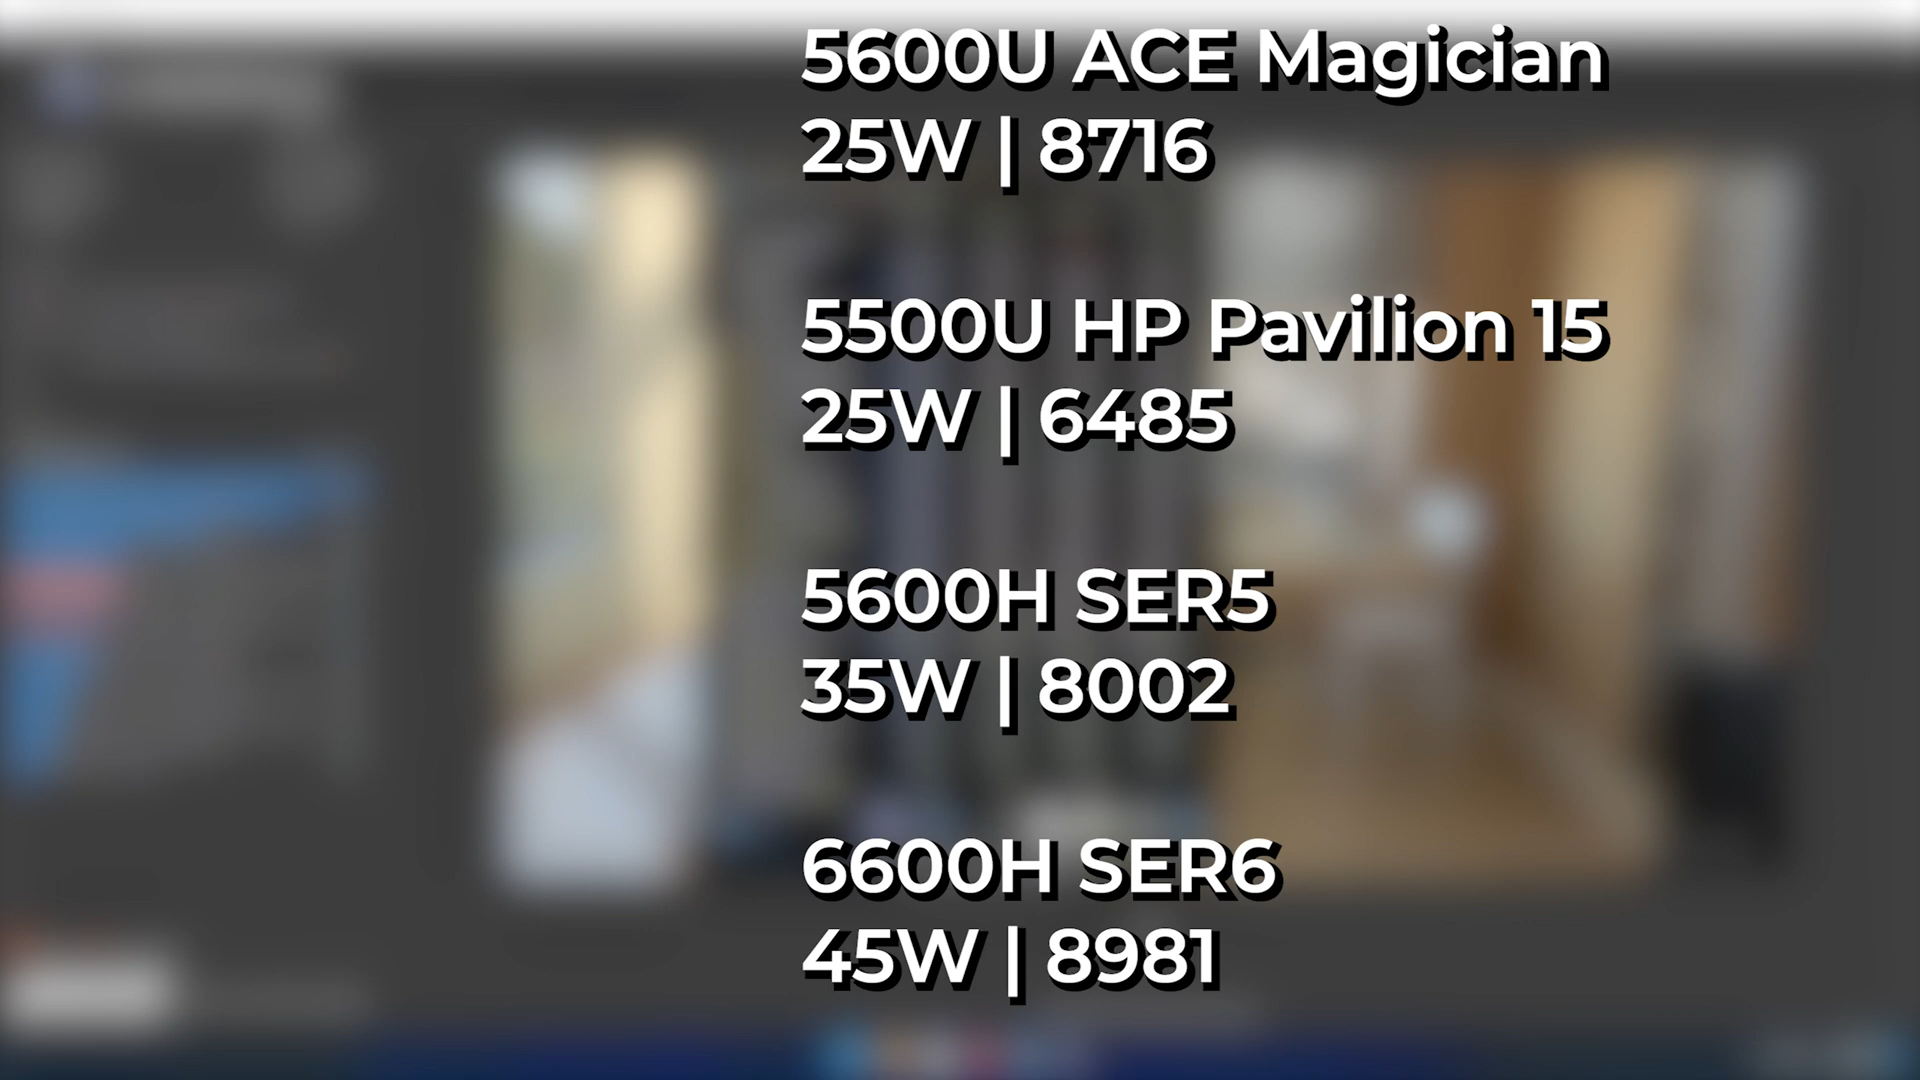 5600U ACE Magician
25W | 8716
5500U HP Pavilion 15
25W | 6485
5600H SER5
35W | 8002
6600H SER6
45W | 8981